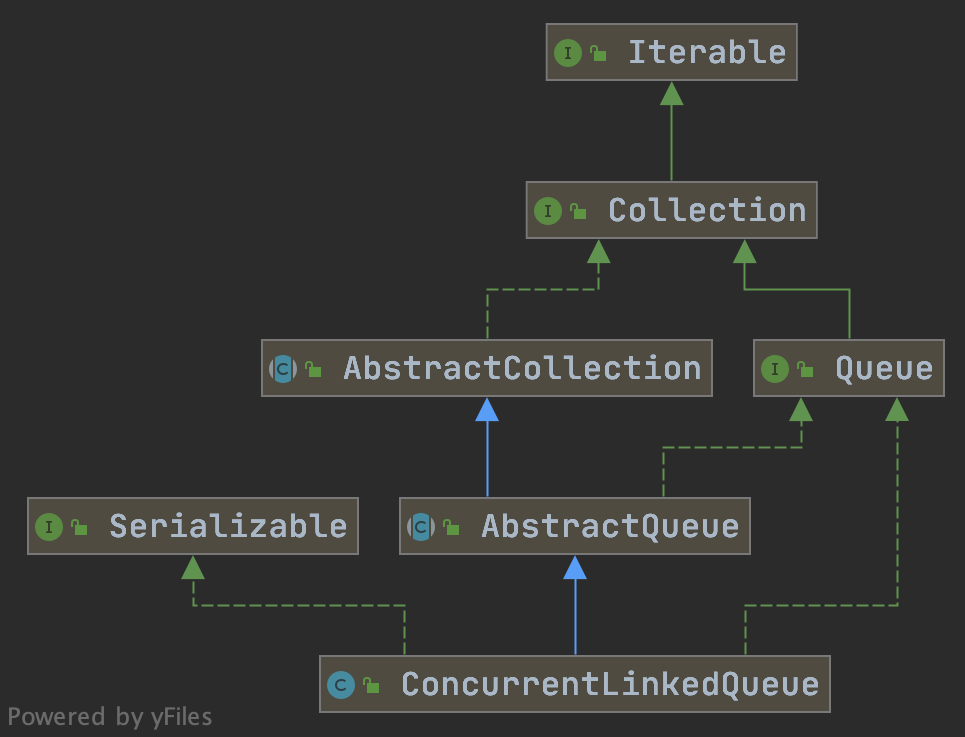 I Iterable
I Collection
C AbstractCollection
I Queue
I Serializable
C AbstractQueue
C ConcurrentLinkedQueue
Powered by yFiles